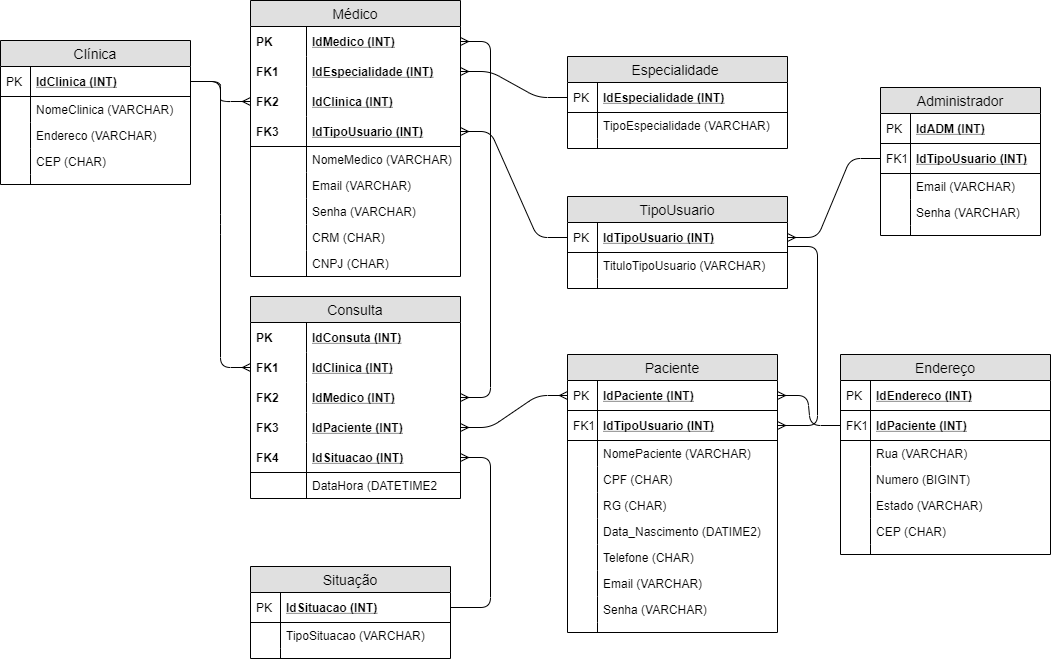 Clínica
PK IdClinica (INT)
NomeClinica (VARCHAR)
Endereco (VARCHAR)
CEP (CHAR)
Médico
PK IdMedico (INT)
FK1 IdEspecialidade (INT)
FK2 IdClinica (INT)
FK3 IdTipoUsuario (INT)
NomeMedico (VARCHAR)
Email (VARCHAR)
Senha (VARCHAR)
CRM (CHAR)
CNPJ (CHAR)
Especialidade
PK IdEspecialidade (INT)
TipoEspecialidade (VARCHAR)
Administrador
PK IdADM (INT)
FK1 IdTipoUsuario (INT)
Email (VARCHAR)
Senha (VARCHAR)
TipoUsuario
PK IdTipoUsuario (INT)
TituloTipoUsuario (VARCHAR)
Consulta
PK IdConsuta (INT)
FK1 IdClinica (INT)
FK2 IdMedico (INT)
FK3 IdPaciente (INT)
FK4 IdSituacao (INT)
DataHora (DATETIME2
Paciente
PK IdPaciente (INT)
FK1 IdTipoUsuario (INT)
NomePaciente (VARCHAR)
CPF (CHAR)
RG (CHAR)
Data_Nascimento (DATIME2)
Telefone (CHAR)
Email (VARCHAR)
Senha (VARCHAR)
Endereço
PK IdEndereco (INT)
FK1 IdPaciente (INT)
Rua (VARCHAR)
Numero (BIGINT)
Estado (VARCHAR)
CEP (CHAR)
Situação
PK IdSituacao (INT)
TipoSituacao (VARCHAR)